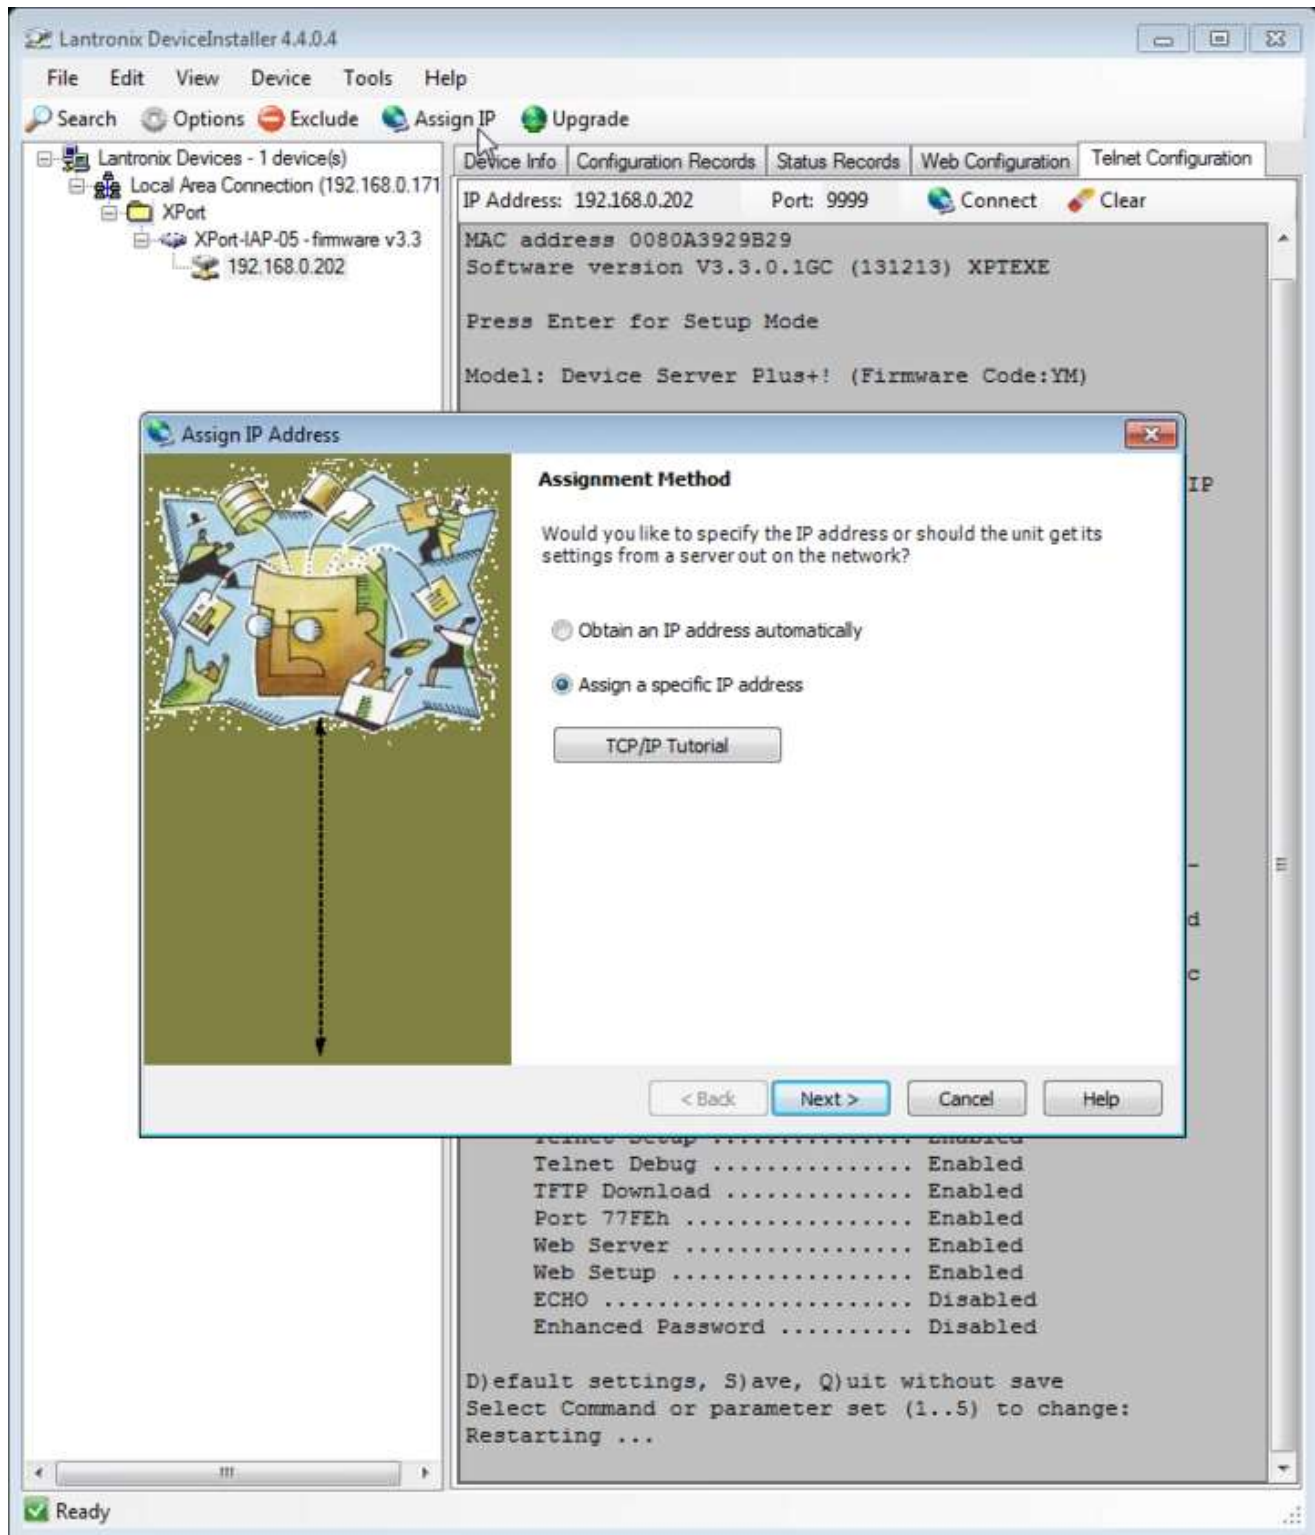 Lantronix DeviceInstaller 4.4.0.4
File Edit View Device Tools Help
Search Options Exclude Assign IP Upgrade
Lantronix Devices - 1 device(s)
Local Area Connection (192.168.0.171
XPort
XPort-IAP-05 - firmware v3.3
192.168.0.202
Device Info Configuration Records Status Records Web Configuration Telnet Configuration
IP Address: 192.168.0.202 Port: 9999 Connect Clear
MAC address 0080A3929B29
Software version V3.3.0.1GC (131213) XPTEXE
Press Enter for Setup Mode
Model: Device Server Plus+! (Firmware Code:YM)
IP
-
d
c
Assign IP Address
Assignment Method
Would you like to specify the IP address or should the unit get its
settings from a server out on the network?
Obtain an IP address automatically
Assign a specific IP address
TCP/IP Tutorial
< Back Next > Cancel Help
Telnet Setup ............... Enabled
Telnet Debug ............... Enabled
TFTP Download .............. Enabled
Port 77FEh ................. Enabled
Web Server ................. Enabled
Web Setup .................. Enabled
ECHO ....................... Disabled
Enhanced Password .......... Disabled
D)efault settings, S)ave, Q)uit without save
Select Command or parameter set (1..5) to change:
Restarting ...
Ready